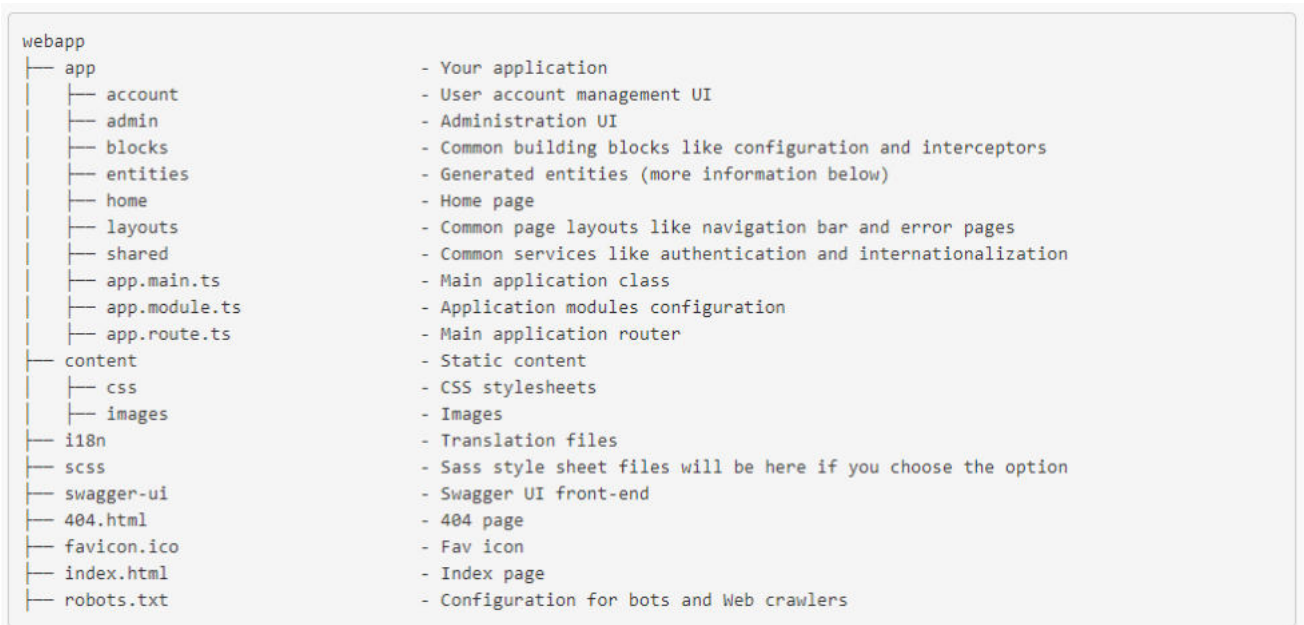 webapp
├── app                              - Your application
│   ├── account                      - User account management UI
│   ├── admin                        - Administration UI
│   ├── blocks                       - Common building blocks like configuration and interceptors
│   ├── entities                     - Generated entities (more information below)
│   ├── home                         - Home page
│   ├── layouts                      - Common page layouts like navigation bar and error pages
│   ├── shared                       - Common services like authentication and internationalization
│   ├── app.main.ts                  - Main application class
│   ├── app.module.ts                - Application modules configuration
│   ├── app.route.ts                 - Main application router
├── content                          - Static content
│   ├── css                          - CSS stylesheets
│   ├── images                       - Images
├── i18n                             - Translation files
├── scss                             - Sass style sheet files will be here if you choose the option
├── swagger-ui                       - Swagger UI front-end
├── 404.html                         - 404 page
├── favicon.ico                      - Fav icon
├── index.html                       - Index page
├── robots.txt                       - Configuration for bots and Web crawlers